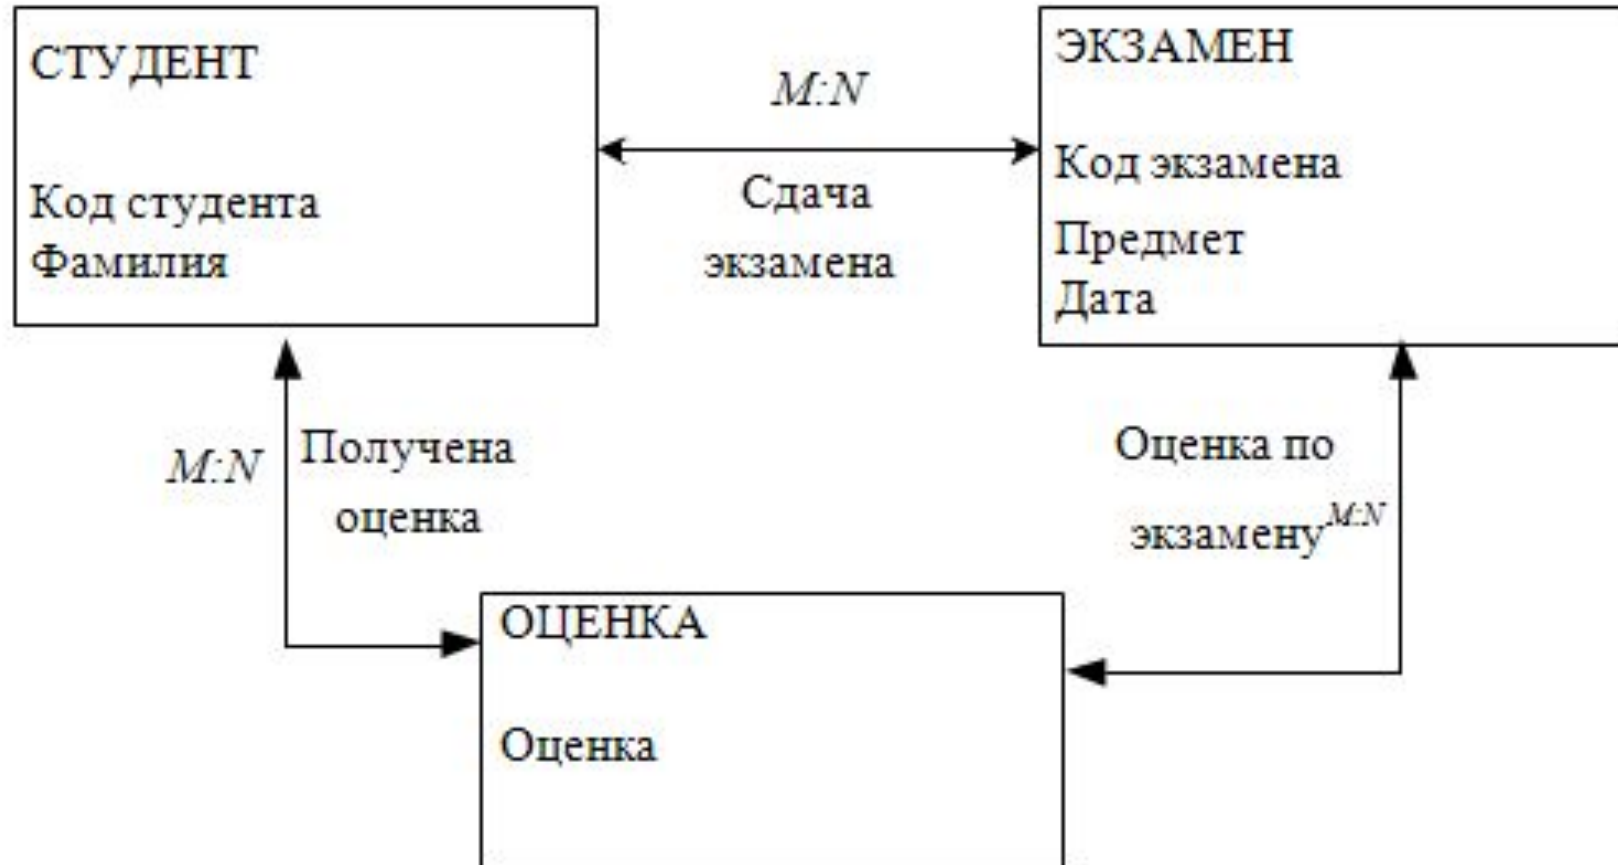 СТУДЕНТ
Код студента
Фамилия
M:N
Сдача
экзамена
ЭКЗАМЕН
Код экзамена
Предмет
Дата
M:N
Получена
оценка
Оценка по
экзамену M:N
ОЦЕНКА
Оценка